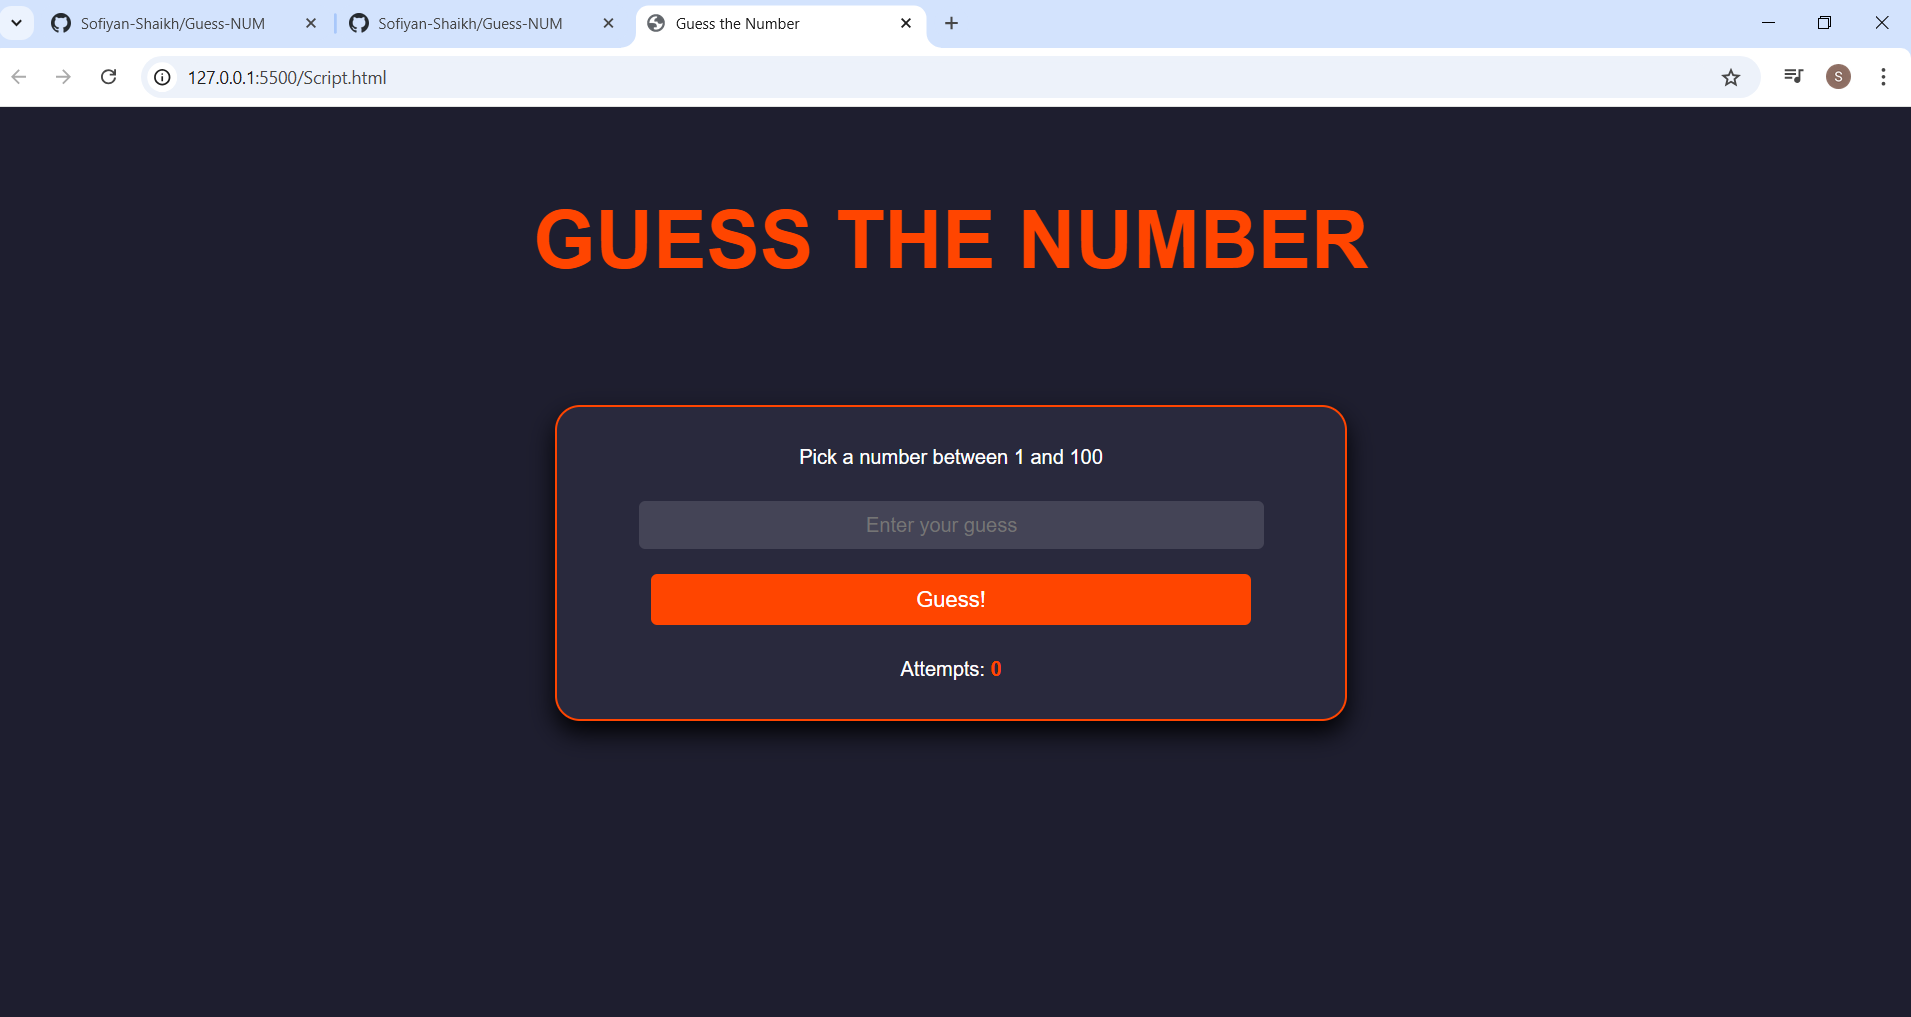 Sofiyan-Shaikh/Guess-NUM
Sofiyan-Shaikh/Guess-NUM
Guess the Number
127.0.0.1:5500/Script.html
S
GUESS THE NUMBER
Pick a number between 1 and 100
Enter your guess
Guess!
Attempts: 0